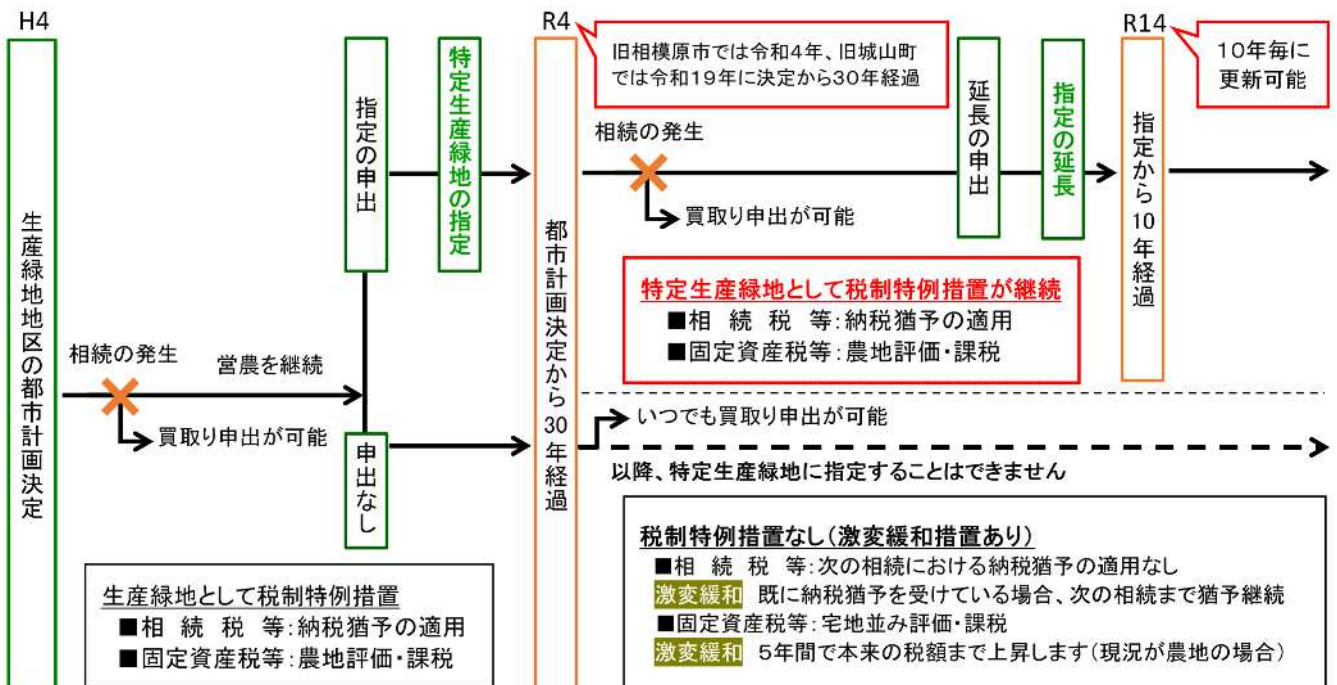 H4
生産緑地地区の都市計画決定
相続の発生
買取り申出が可能
営農を継続
指定の申出
特定生産緑地の指定
申出なし
生産緑地として税制特例措置
■相続税等:納税猶予の適用
■固定資産税等:農地評価・課税
R4
都市計画決定から30年経過
旧相模原市では令和4年、旧城山町
では令和19年に決定から30年経過
相続の発生
買取り申出が可能
延長の申出
指定の延長
R14
指定から10年経過
10年毎に
更新可能
特定生産緑地として税制特例措置が継続
■相続税等:納税猶予の適用
■固定資産税等:農地評価・課税
いつでも買取り申出が可能
以降、特定生産緑地に指定することはできません
税制特例措置なし(激変緩和措置あり)
■相続税等:次の相続における納税猶予の適用なし
激変緩和 既に納税猶予を受けている場合、次の相続まで猶予継続
■固定資産税等:宅地並み評価・課税
激変緩和 5年間で本来の税額まで上昇します(現況が農地の場合)